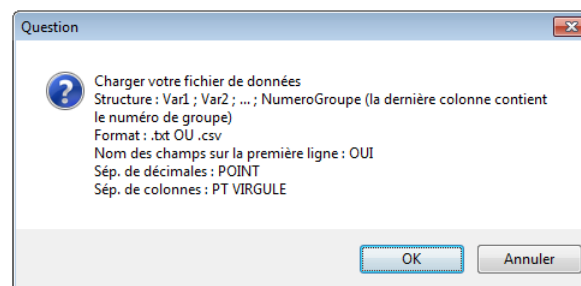 Question
Charger votre fichier de données
Structure : Var1 ; Var2 ; ... ; NumeroGroupe (la dernière colonne contient
le numéro de groupe)
Format : .txt OU .csv
Nom des champs sur la première ligne : OUI
Sép. de décimales : POINT
Sép. de colonnes : PT VIRGULE
OK
Annuler